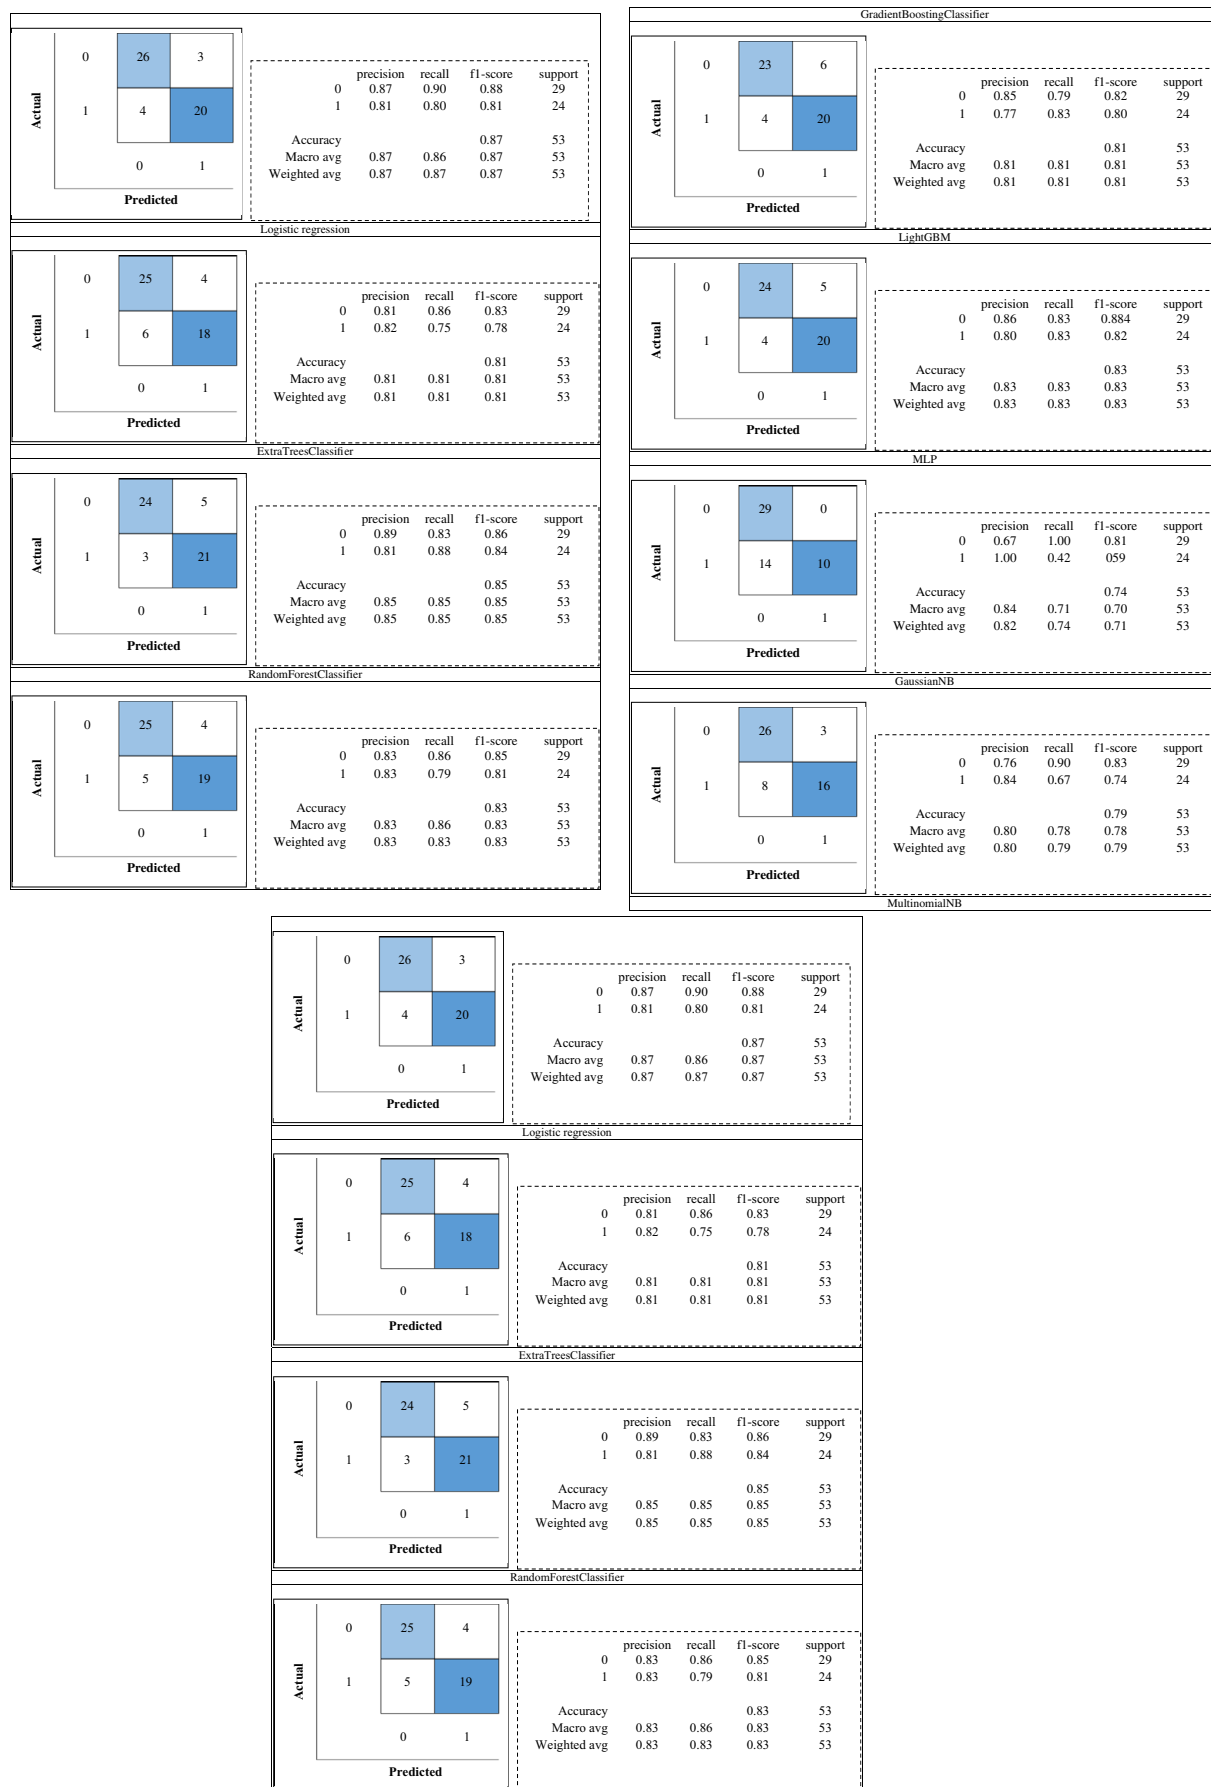 0 26 3
Actual
1 4 20
0 1
Predicted
precision recall f1-score support
0 0.87 0.90 0.88 29
1 0.81 0.80 0.81 24
Accuracy 0.87 53
Macro avg 0.87 0.86 0.87 53
Weighted avg 0.87 0.87 0.87 53
Logistic regression
0 25 4
Actual
1 6 18
0 1
Predicted
precision recall f1-score support
0 0.81 0.86 0.83 29
1 0.82 0.75 0.78 24
Accuracy 0.81 53
Macro avg 0.81 0.81 0.81 53
Weighted avg 0.81 0.81 0.81 53
ExtraTreesClassifier
0 24 5
Actual
1 3 21
0 1
Predicted
precision recall f1-score support
0 0.89 0.83 0.86 29
1 0.81 0.88 0.84 24
Accuracy 0.85 53
Macro avg 0.85 0.85 0.85 53
Weighted avg 0.85 0.85 0.85 53
RandomForestClassifier
0 25 4
Actual
1 5 19
0 1
Predicted
precision recall f1-score support
0 0.83 0.86 0.85 29
1 0.83 0.79 0.81 24
Accuracy 0.83 53
Macro avg 0.83 0.86 0.83 53
Weighted avg 0.83 0.83 0.83 53
GradientBoostingClassifier
0 23 6
Actual
1 4 20
0 1
Predicted
precision recall f1-score support
0 0.85 0.79 0.82 29
1 0.77 0.83 0.80 24
Accuracy 0.81 53
Macro avg 0.81 0.81 0.81 53
Weighted avg 0.81 0.81 0.81 53
LightGBM
0 24 5
Actual
1 4 20
0 1
Predicted
precision recall f1-score support
0 0.86 0.83 0.884 29
1 0.80 0.83 0.82 24
Accuracy 0.83 53
Macro avg 0.83 0.83 0.83 53
Weighted avg 0.83 0.83 0.83 53
MLP
0 29 0
Actual
1 14 10
0 1
Predicted
precision recall f1-score support
0 0.67 1.00 0.81 29
1 1.00 0.42 059 24
Accuracy 0.74 53
Macro avg 0.84 0.71 0.70 53
Weighted avg 0.82 0.74 0.71 53
GaussianNB
0 26 3
Actual
1 8 16
0 1
Predicted
precision recall f1-score support
0 0.76 0.90 0.83 29
1 0.84 0.67 0.74 24
Accuracy 0.79 53
Macro avg 0.80 0.78 0.78 53
Weighted avg 0.80 0.79 0.79 53
MultinomialNB
0 26 3
Actual
1 4 20
0 1
Predicted
precision recall f1-score support
0 0.87 0.90 0.88 29
1 0.81 0.80 0.81 24
Accuracy 0.87 53
Macro avg 0.87 0.86 0.87 53
Weighted avg 0.87 0.87 0.87 53
Logistic regression
0 25 4
Actual
1 6 18
0 1
Predicted
precision recall f1-score support
0 0.81 0.86 0.83 29
1 0.82 0.75 0.78 24
Accuracy 0.81 53
Macro avg 0.81 0.81 0.81 53
Weighted avg 0.81 0.81 0.81 53
ExtraTreesClassifier
0 24 5
Actual
1 3 21
0 1
Predicted
precision recall f1-score support
0 0.89 0.83 0.86 29
1 0.81 0.88 0.84 24
Accuracy 0.85 53
Macro avg 0.85 0.85 0.85 53
Weighted avg 0.85 0.85 0.85 53
RandomForestClassifier
0 25 4
Actual
1 5 19
0 1
Predicted
precision recall f1-score support
0 0.83 0.86 0.85 29
1 0.83 0.79 0.81 24
Accuracy 0.83 53
Macro avg 0.83 0.86 0.83 53
Weighted avg 0.83 0.83 0.83 53